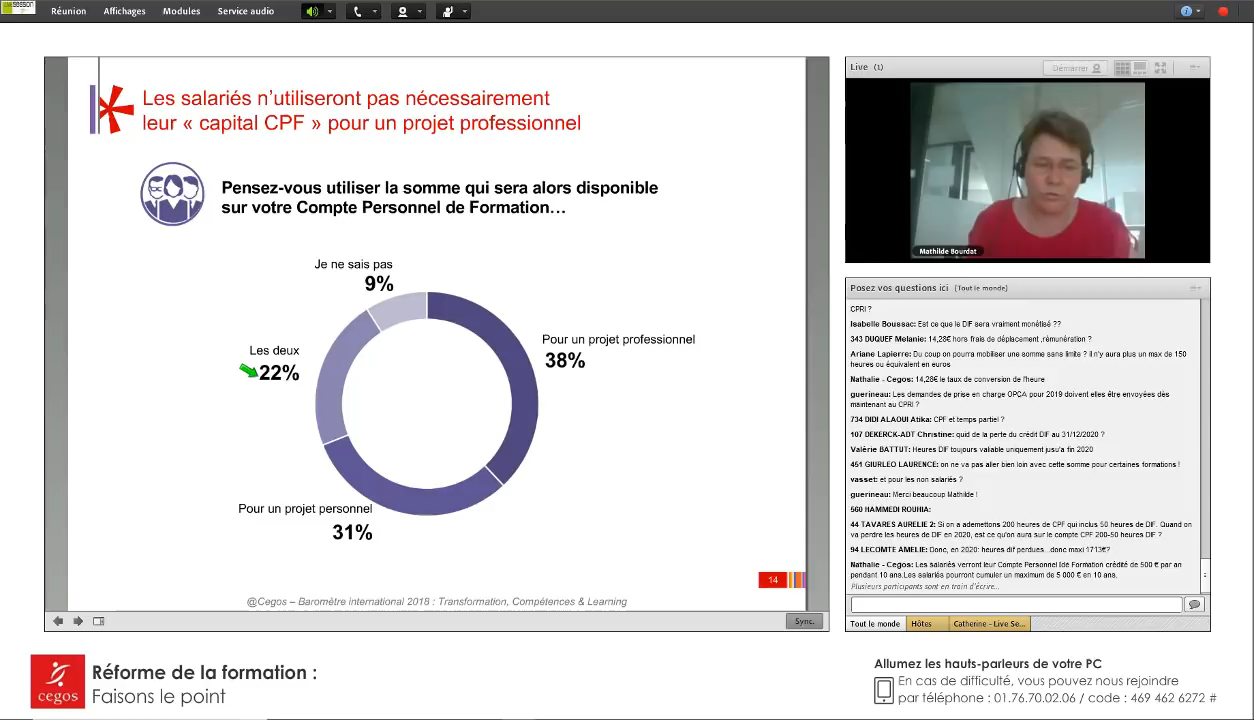 Réunion Affichages Modules Service audio
Les salariés n'utiliseront pas nécessairement
leur « capital CPF » pour un projet professionnel
Pensez-vous utiliser la somme qui sera alors disponible
sur votre Compte Personnel de Formation…
Je ne sais pas
9%
Pour un projet professionnel
38%
Les deux
22%
Pour un projet personnel
31%
14
@Cegos – Baromètre international 2018 : Transformation, Compétences & Learning
Sync.
Live (1)
Démarrer
Mathilde Bourdat
Posez vos questions ici (Tout le monde)
CPRI ?
Isabelle Boussac: Est ce que le DIF sera vraiment monétisé ??
343 DUQUEF Melanie: 14,28€ hors frais de déplacement ,rémunération ?
Ariane Lapierre: Du coup on pourra mobiliser une somme sans limite ? il n'y aura plus un max de 150
heures ou équivalent en euros
Nathalie - Cegos: 14,28€ le taux de conversion de l'heure
guerineau: Les demandes de prise en charge OPCA pour 2019 doivent elles être envoyées dès
maintenant au CPRI ?
734 DIDI ALAOUI Atika: CPF et temps partiel ?
107 DEKERCK-ADT Christine: quid de la perte du crédit DIF au 31/12/2020 ?
Valérie BATTUT: Heures DIF toujours valable uniquement jusqu'a fin 2020
451 GIURLEO LAURENCE: on ne va pas aller bien loin avec cette somme pour certaines formations !
vasset: et pour les non salariés ?
guerineau: Merci beaucoup Mathilde !
560 HAMMEDI ROUHIA:
44 TAVARES AURELIE 2: Si on a ademettons 200 heures de CPF qui inclus 50 heures de DIF. Quand on
va perdre les heures de DIF en 2020, est ce qu'on aura sur le compte CPF 200-50 heures DIF ?
94 LECOMTE AMELIE: Donc, en 2020: heures dif perdues...donc maxi 1713€?
Nathalie - Cegos: Les salariés verront leur Compte Personnel Ide Formation crédité de 500 € par an
pendant 10 ans.Les salariés pourront cumuler un maximum de 5 000 € en 10 ans.
Plusieurs participants sont en train d'écrire...
Tout le monde Hôtes Catherine - Live Se...
cegos
Réforme de la formation :
Faisons le point
Allumez les hauts-parleurs de votre PC
En cas de difficulté, vous pouvez nous rejoindre
par téléphone : 01.76.70.02.06 / code : 469 462 6272 #